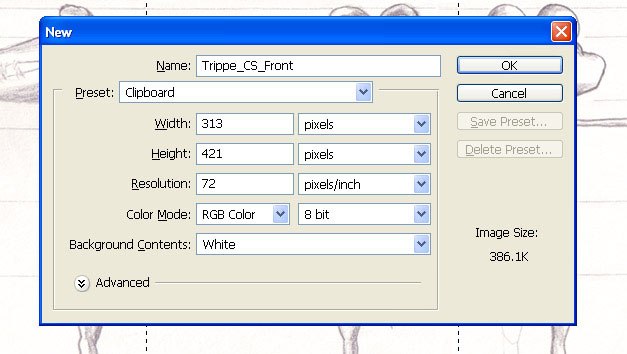 New
Name: Trippe_CS_Front
OK
Preset: Clipboard
Cancel
Width: 313 pixels
Save Preset...
Height: 421 pixels
Delete Preset...
Resolution: 72 pixels/inch
Color Mode: RGB Color 8 bit
Image Size:
Background Contents: White
386.1K
Advanced